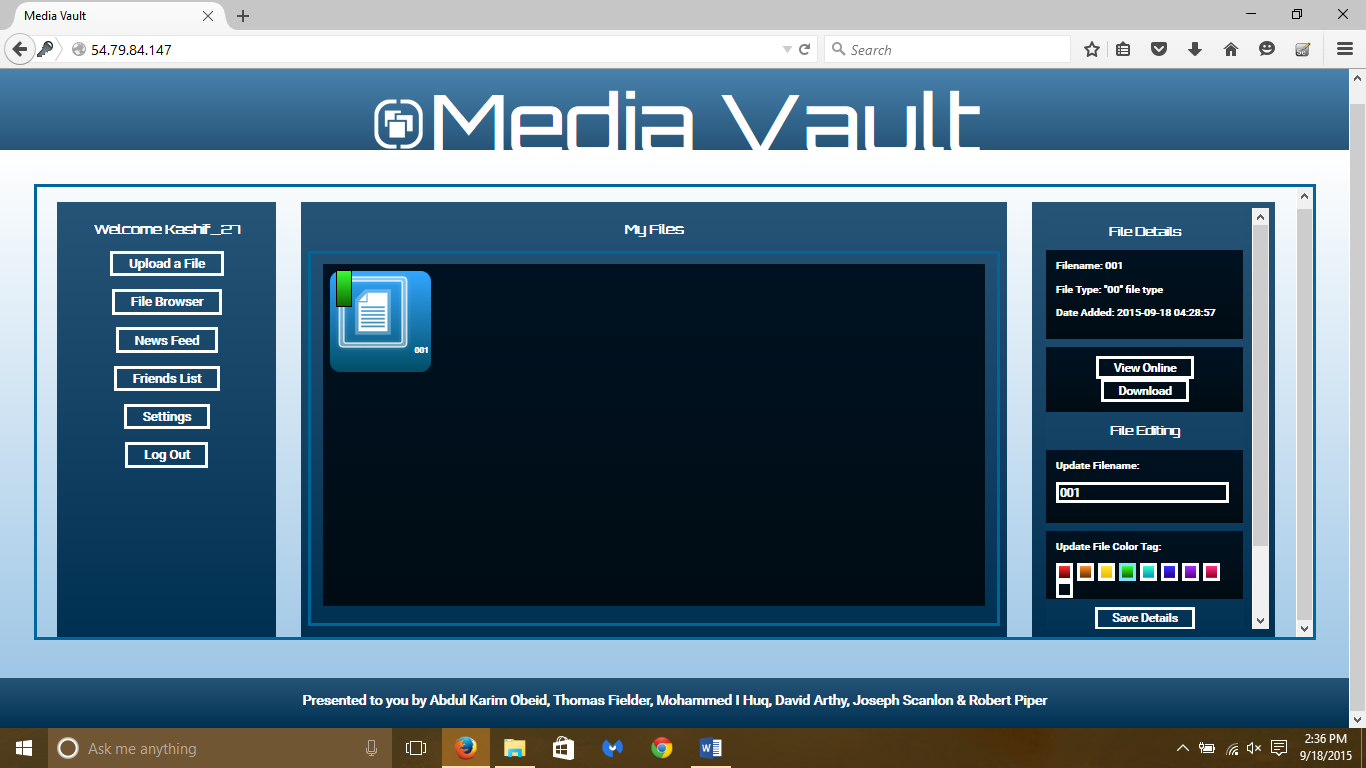 Media Vault
54.79.84.147
Search
Media Vault
Welcome Kashif_27
Upload a File
File Browser
News Feed
Friends List
Settings
Log Out
My Files
001
File Details
Filename: 001
File Type: "00" file type
Date Added: 2015-09-18 04:28:57
View Online
Download
File Editing
Update Filename:
001
Update File Color Tag:
Save Details
Presented to you by Abdul Karim Obeid, Thomas Fielder, Mohammed I Huq, David Arthy, Joseph Scanlon & Robert Piper
Ask me anything
2:36 PM
9/18/2015